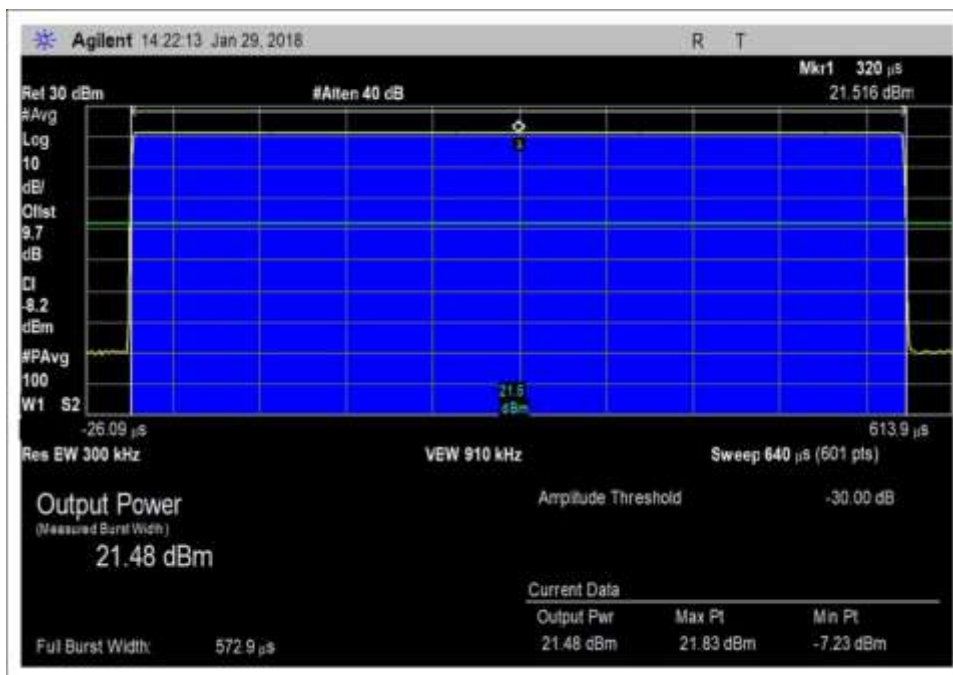 Agilent 14:22:13 Jan 29, 2018 R T
Mkr1 320 µs
Ref 30 dBm #Atten 40 dB 21.516 dBm
#Avg
Log
10
dB/
Offst
9.7
dB
DI
-8.2
dBm
#PAvg
100
W1 S2
21.5
dBm
-26.09 µs 613.9 µs
Res BW 300 kHz VBW 910 kHz Sweep 640 µs (601 pts)
Output Power Amplitude Threshold -30.00 dB
(Measured Burst Width)
21.48 dBm
Current Data
Output Pwr Max Pt Min Pt
Full Burst Width: 572.9 µs 21.48 dBm 21.83 dBm -7.23 dBm